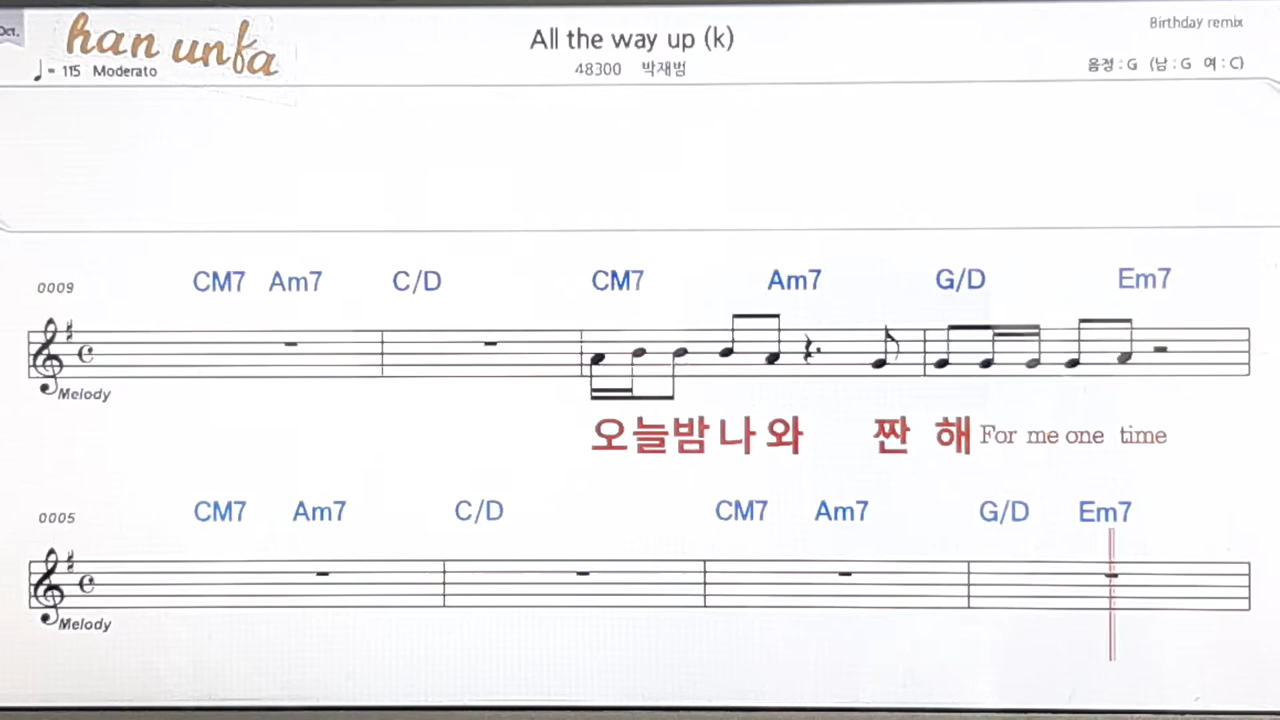 Oct.
han unfa
♩= 115 Moderato
All the way up (k)
48300 박재범
Birthday remix
음정 : G (남 : G 여 : C)
0009
CM7 Am7 C/D CM7 Am7 G/D Em7
Melody
오늘밤나와 짠 해 For me one time
0005
CM7 Am7 C/D CM7 Am7 G/D Em7
Melody